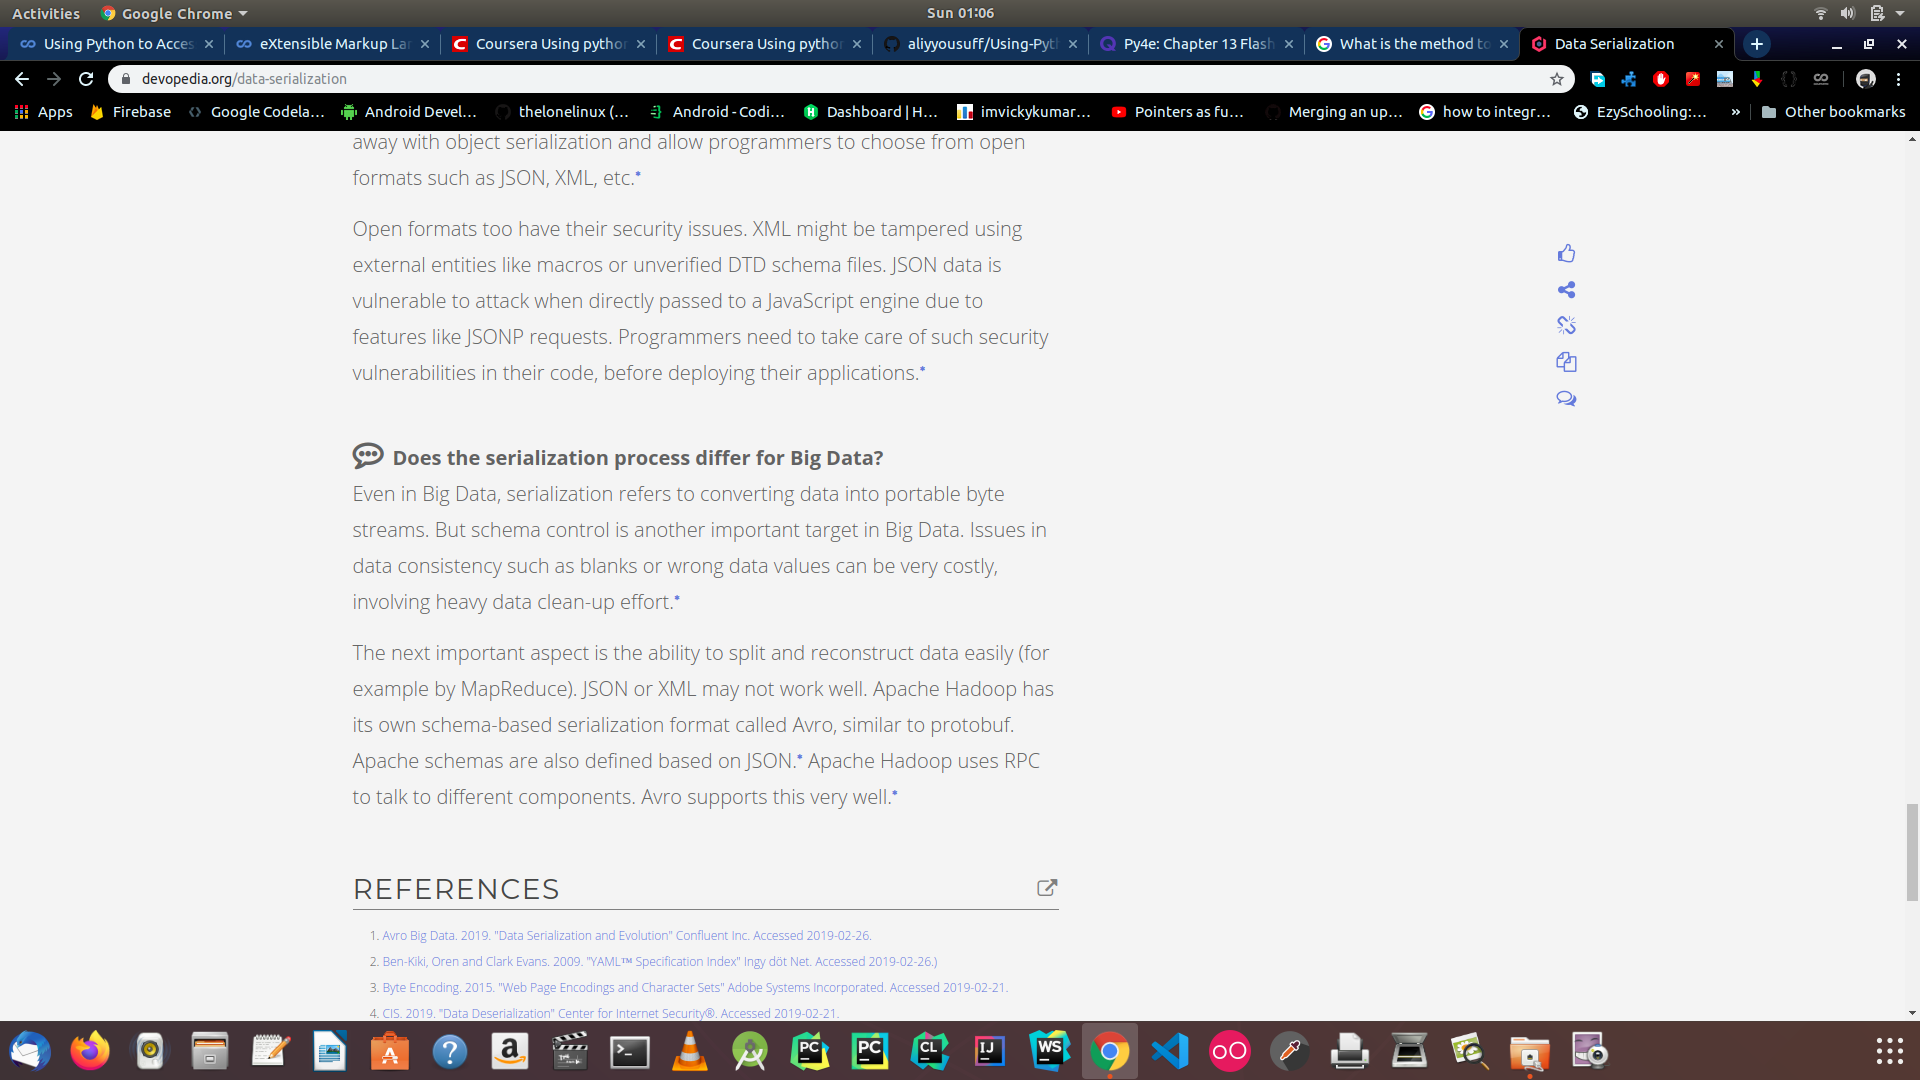 Activities
Google Chrome
Sun 01:06
Using Python to Acces
eXtensible Markup Lan
Coursera Using python
Coursera Using python
aliyyousuff/Using-Pyth
Py4e: Chapter 13 Flash
What is the method to
Data Serialization
devopedia.org/data-serialization
Apps
Firebase
Google Codela...
Android Devel...
thelonelinux (...
Android - Codi...
Dashboard | H...
imvickykumar...
Pointers as fu...
Merging an up...
how to integr...
EzySchooling:...
»
Other bookmarks
away with object serialization and allow programmers to choose from open
formats such as JSON, XML, etc.*
Open formats too have their security issues. XML might be tampered using
external entities like macros or unverified DTD schema files. JSON data is
vulnerable to attack when directly passed to a JavaScript engine due to
features like JSONP requests. Programmers need to take care of such security
vulnerabilities in their code, before deploying their applications.*
Does the serialization process differ for Big Data?
Even in Big Data, serialization refers to converting data into portable byte
streams. But schema control is another important target in Big Data. Issues in
data consistency such as blanks or wrong data values can be very costly,
involving heavy data clean-up effort.*
The next important aspect is the ability to split and reconstruct data easily (for
example by MapReduce). JSON or XML may not work well. Apache Hadoop has
its own schema-based serialization format called Avro, similar to protobuf.
Apache schemas are also defined based on JSON.* Apache Hadoop uses RPC
to talk to different components. Avro supports this very well.*
REFERENCES
1. Avro Big Data. 2019. "Data Serialization and Evolution" Confluent Inc. Accessed 2019-02-26.
2. Ben-Kiki, Oren and Clark Evans. 2009. "YAML™ Specification Index" Ingy döt Net. Accessed 2019-02-26.)
3. Byte Encoding. 2015. "Web Page Encodings and Character Sets" Adobe Systems Incorporated. Accessed 2019-02-21.
4. CIS. 2019. "Data Deserialization" Center for Internet Security®. Accessed 2019-02-21.